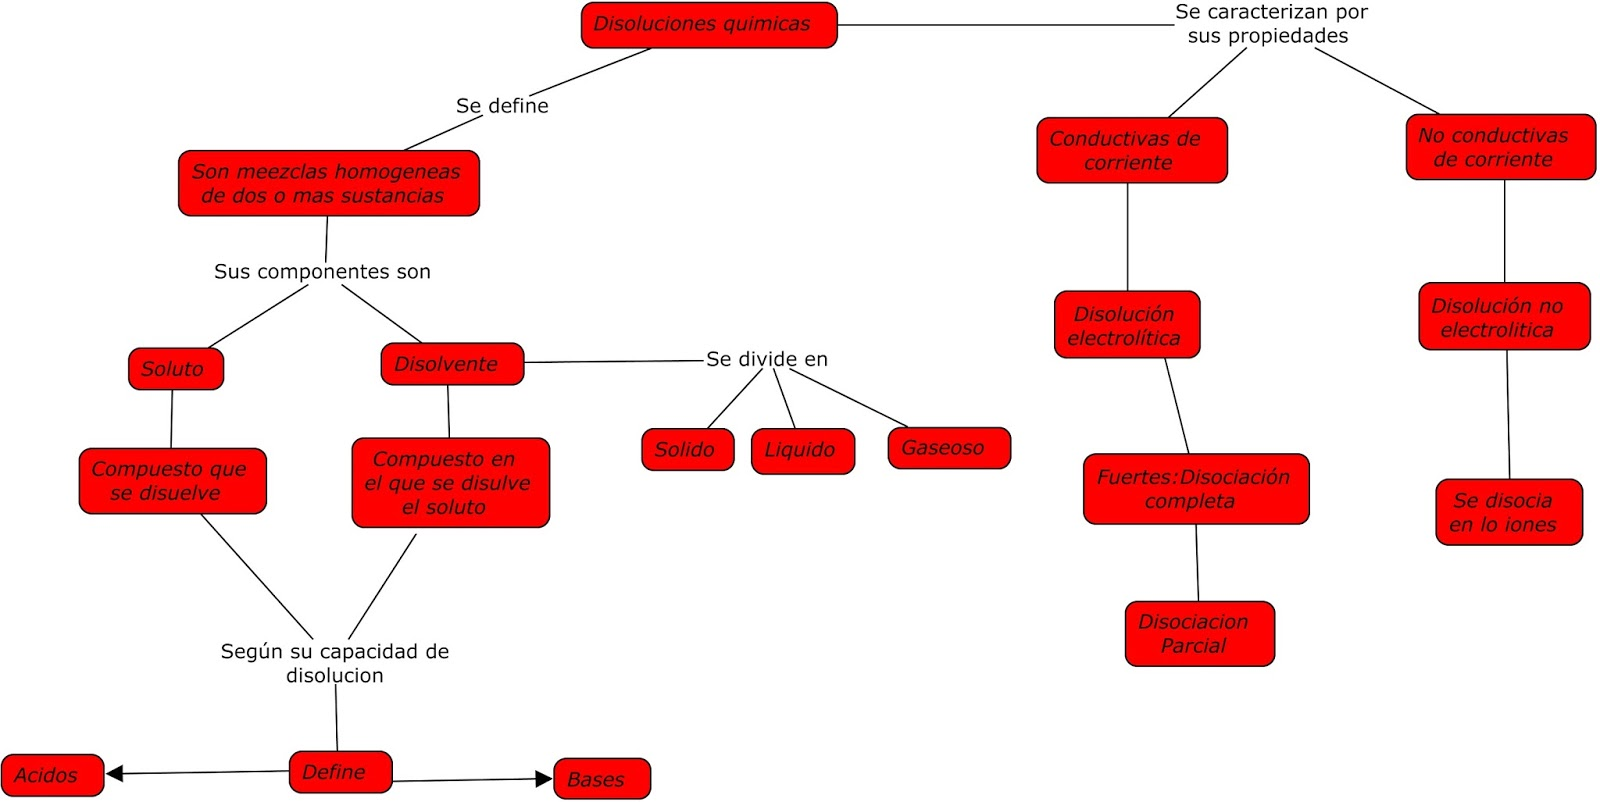 Disoluciones quimicas
Se caracterizan por
sus propiedades
Se define
Son meezclas homogeneas
de dos o mas sustancias
Conductivas de
corriente
No conductivas
de corriente
Sus componentes son
Disolución
electrolítica
Disolución no
electrolitica
Soluto
Disolvente
Se divide en
Solido
Liquido
Gaseoso
Compuesto que
se disuelve
Compuesto en
el que se disulve
el soluto
Fuertes:Disociación
completa
Se disocia
en lo iones
Disociacion
Parcial
Según su capacidad de
disolucion
Acidos
Define
Bases